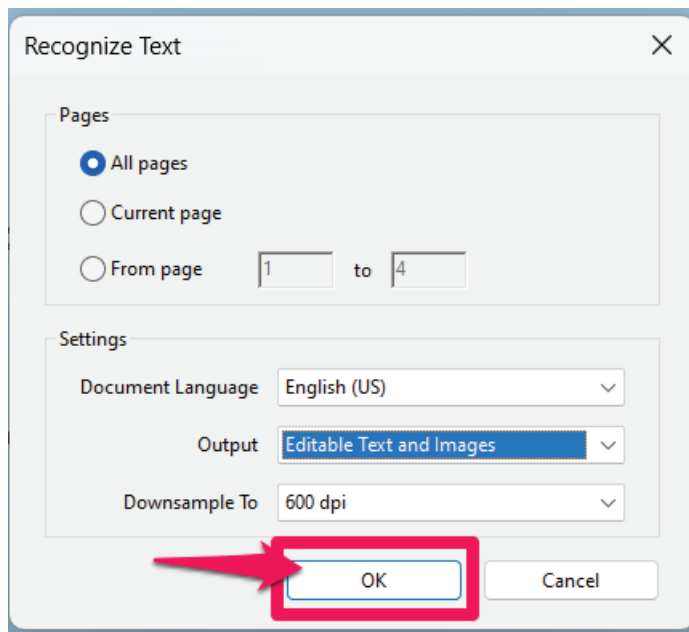 Recognize Text
Pages
All pages
Current page
From page 1 to 4
Settings
Document Language English (US)
Output Editable Text and Images
Downsample To 600 dpi
OK Cancel